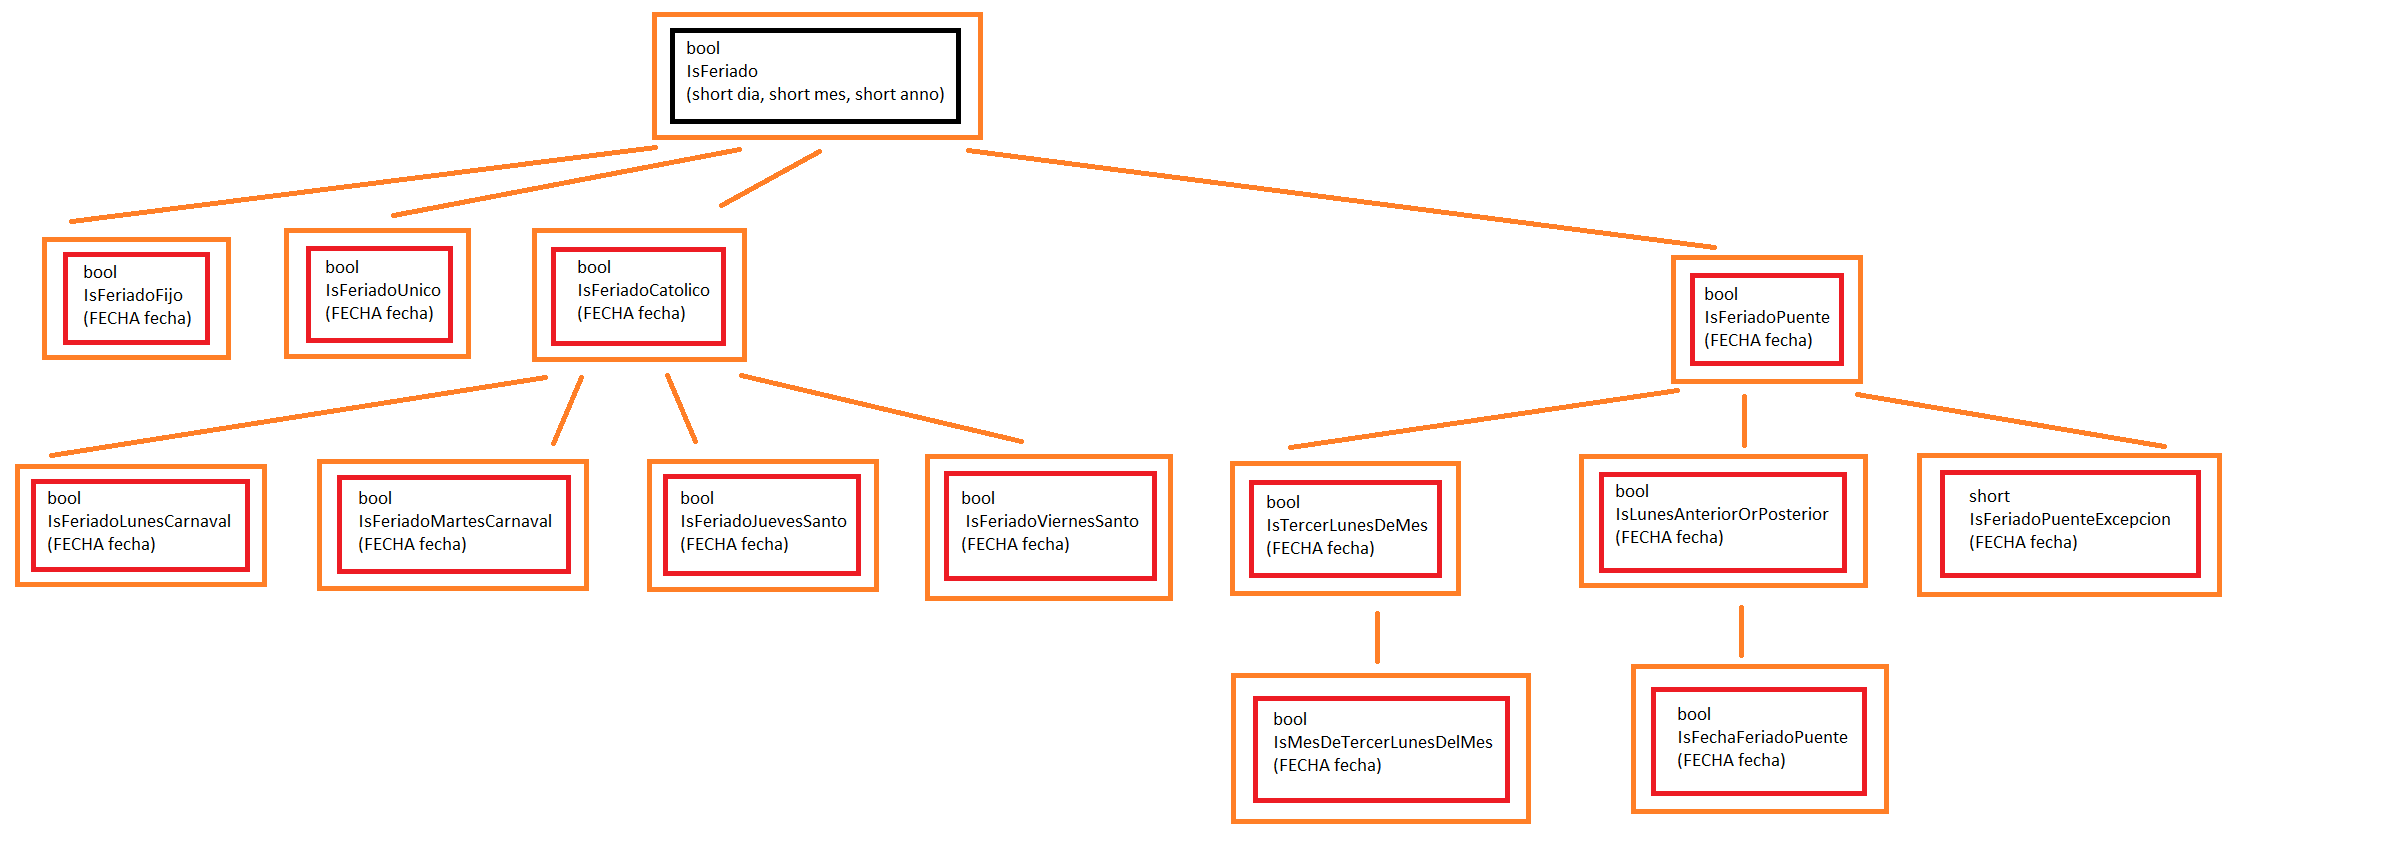 bool
IsFeriado
(short dia, short mes, short anno)
bool
IsFeriadoFijo
(FECHA fecha)
bool
IsFeriadoUnico
(FECHA fecha)
bool
IsFeriadoCatolico
(FECHA fecha)
bool
IsFeriadoPuente
(FECHA fecha)
bool
IsFeriadoLunesCarnaval
(FECHA fecha)
bool
IsFeriadoMartesCarnaval
(FECHA fecha)
bool
IsFeriadoJuevesSanto
(FECHA fecha)
bool
IsFeriadoViernesSanto
(FECHA fecha)
bool
IsTercerLunesDeMes
(FECHA fecha)
bool
IsLunesAnteriorOrPosterior
(FECHA fecha)
short
IsFeriadoPuenteExcepcion
(FECHA fecha)
bool
IsMesDeTercerLunesDelMes
(FECHA fecha)
bool
IsFechaFeriadoPuente
(FECHA fecha)